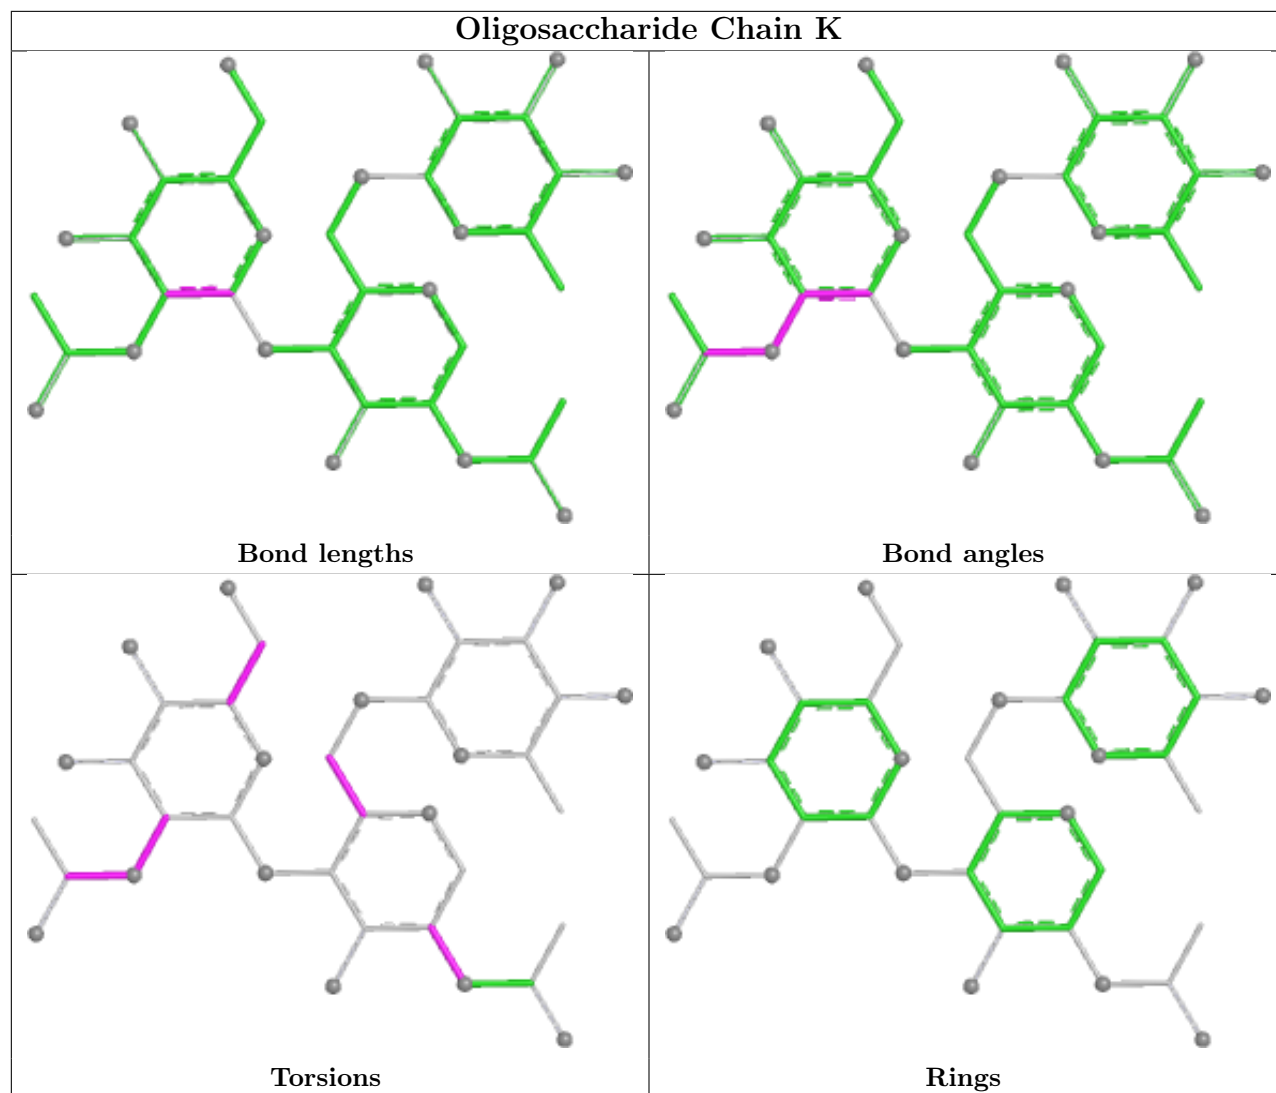 Oligosaccharide Chain K
Bond lengths
Bond angles
Torsions
Rings